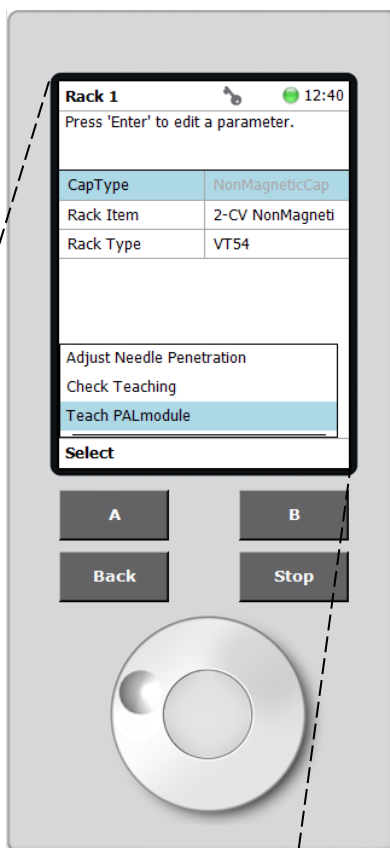 Rack 1 12:40
Press 'Enter' to edit a parameter.
CapType NonMagneticCap
Rack Item 2-CV NonMagneti
Rack Type VT54
Adjust Needle Penetration
Check Teaching
Teach PALmodule
Select
A B
Back Stop